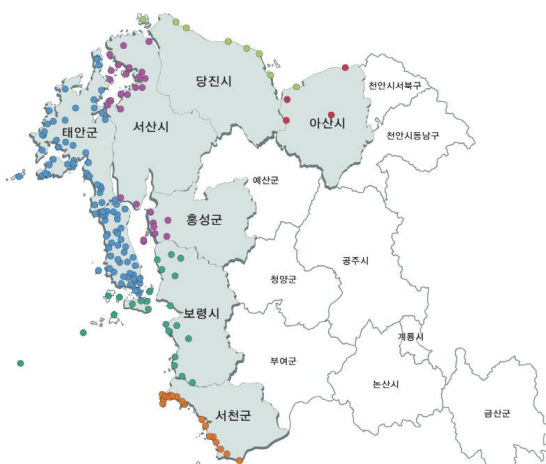 당진시
천안시서북구
아산시
태안군
서산시
천안시동남구
예산군
홍성군
공주시
청양군
보령시
계룡시
부여군
논산시
서천군
금산군